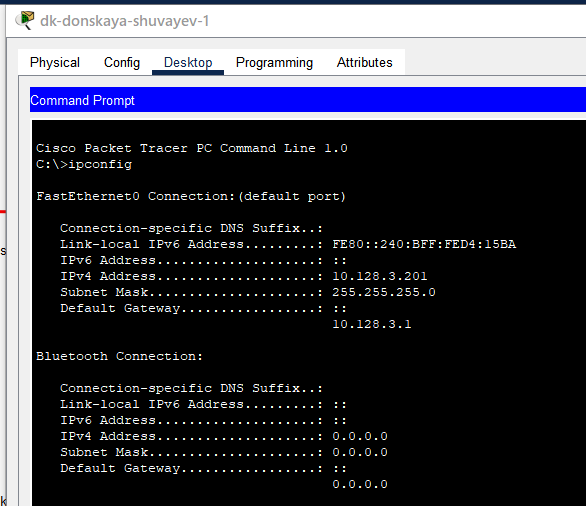 dk-donskaya-shuvayev-1
Physical Config Desktop Programming Attributes
Command Prompt
Cisco Packet Tracer PC Command Line 1.0
C:\>ipconfig
FastEthernet0 Connection:(default port)
Connection-specific DNS Suffix..:
Link-local IPv6 Address.........: FE80::240:BFF:FED4:15BA
IPv6 Address....................: ::
IPv4 Address....................: 10.128.3.201
Subnet Mask.....................: 255.255.255.0
Default Gateway.................: ::
10.128.3.1
Bluetooth Connection:
Connection-specific DNS Suffix..:
Link-local IPv6 Address.........: ::
IPv6 Address....................: ::
IPv4 Address....................: 0.0.0.0
Subnet Mask.....................: 0.0.0.0
Default Gateway.................: ::
0.0.0.0